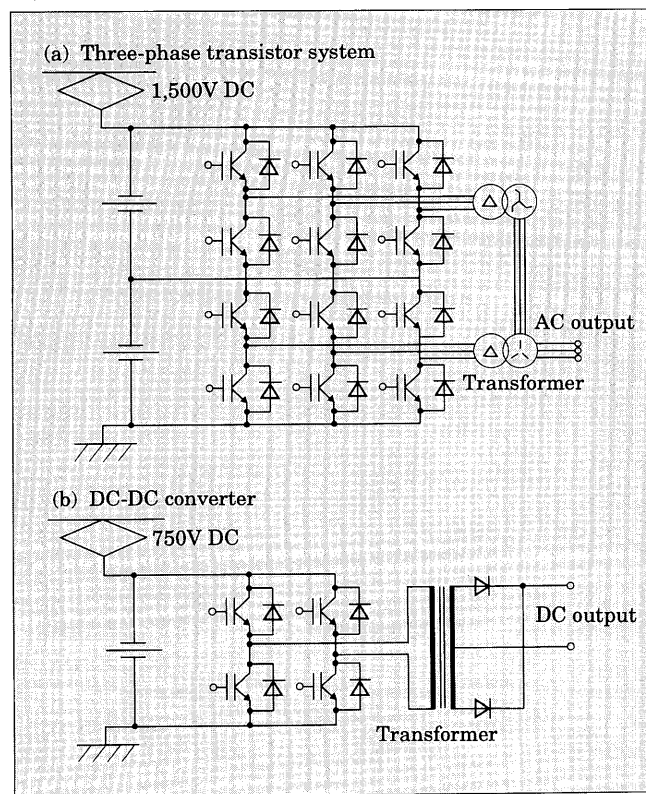 (a) Three-phase transistor system
1,500V DC
AC output
Transformer
(b) DC-DC converter
750V DC
DC output
Transformer